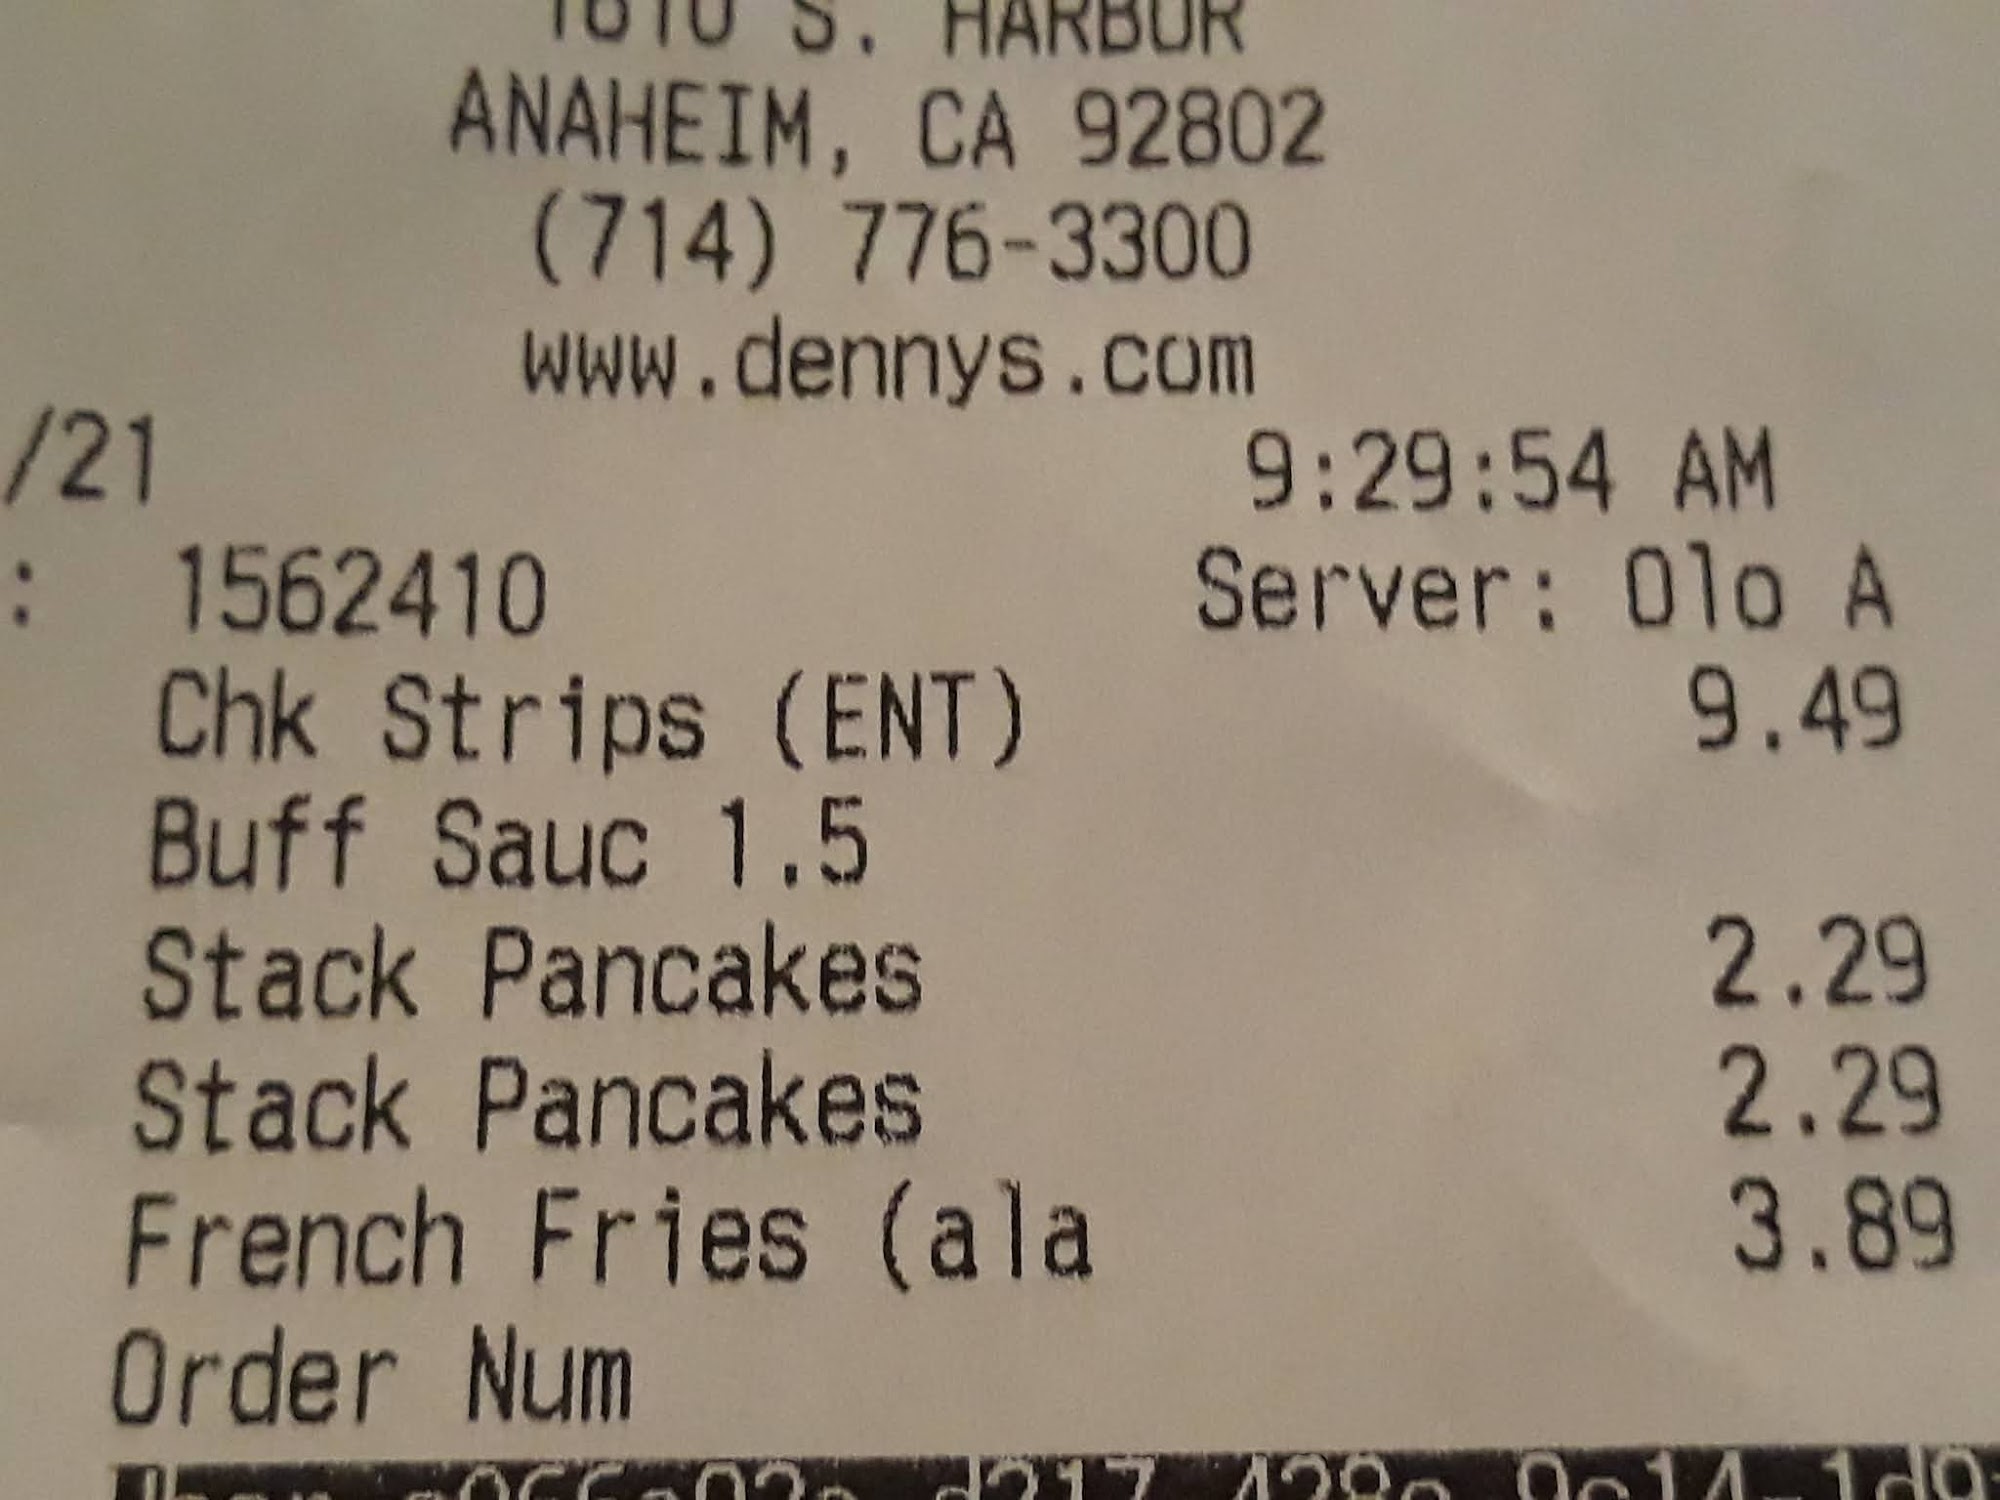 S. HARBOR
ANAHEIM, CA 92802
(714) 776-3300
www.dennys.com
/21 9:29:54 AM
: 1562410 Server: Olo A
Chk Strips (ENT) 9.49
Buff Sauc 1.5
Stack Pancakes 2.29
Stack Pancakes 2.29
French Fries (ala 3.89
Order Num